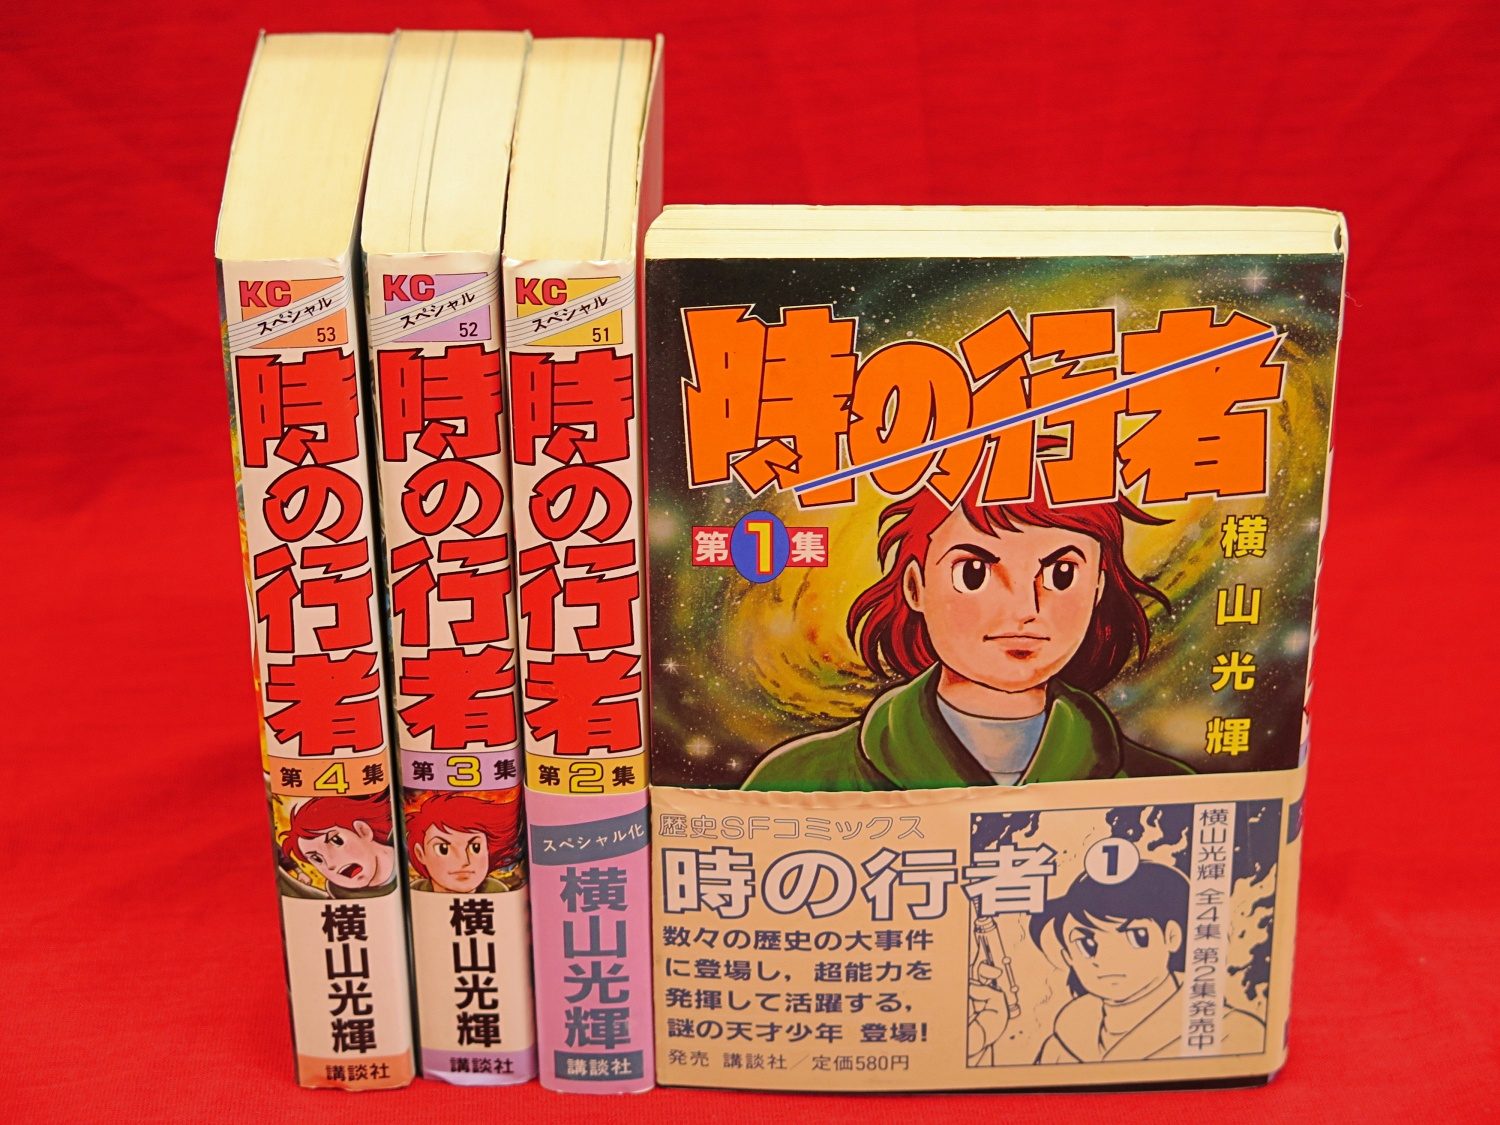 KC
スペシャル
53
時の行者
第4集
横山光輝
講談社
KC
スペシャル
52
時の行者
第3集
横山光輝
講談社
KC
スペシャル
51
時の行者
第2集
スペシャル化
横山光輝
講談社
時の行者
第1集
横山光輝
歴史SFコミックス
時の行者1
数々の歴史の大事件
に登場し，超能力を
発揮して活躍する，
謎の天才少年 登場!
発売 講談社／定価580円
横山光輝 全4集 第2集発売中